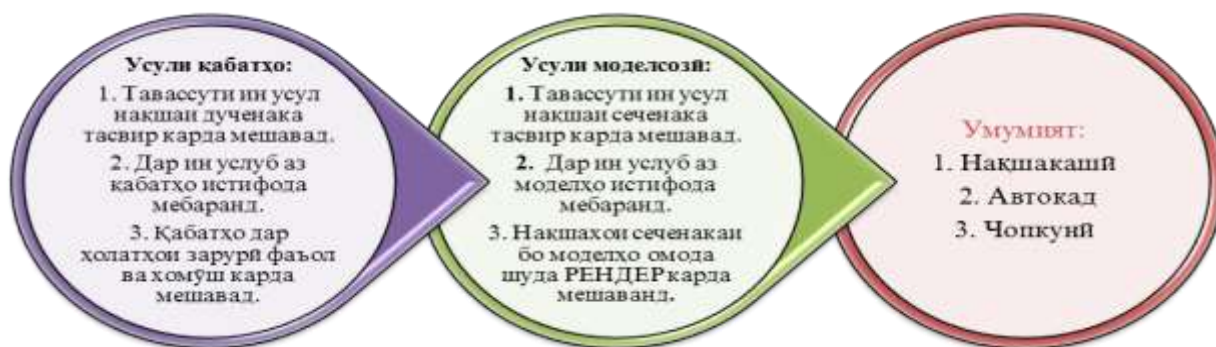 Усули қабатҳо:
1. Тавассути ин усул
нақшаи дученака
тасвир карда мешавад.
2. Дар ин услуб аз
қабатҳо истифода
мебаранд.
3. Қабатҳо дар
ҳолатҳои зарурӣ фаъол
ва хомӯш карда
мешавад.
Усули моделсозӣ:
1. Тавассути ин усул
нақшаи сеченака
тасвир карда мешавад.
2. Дар ин услуб аз
моделҳо истифода
мебаранд.
3. Нақшаҳои сеченакаи
бо моделҳо омода
шуда РЕНДЕР карда
мешаванд.
Умумият:
1. Нақшакашӣ
2. Автокад
3. Чопкунӣ